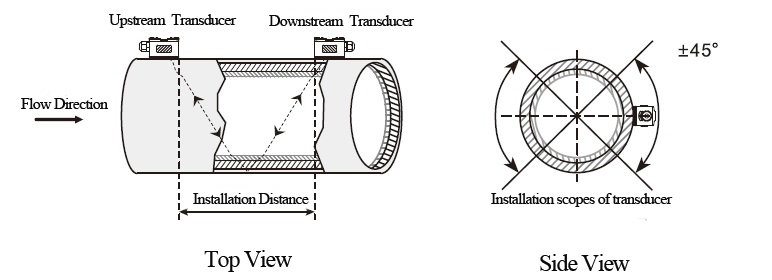 Upstream Transducer
Downstream Transducer
±45°
Flow Direction
Installation Distance
Installation scopes of transducer
Top View
Side View